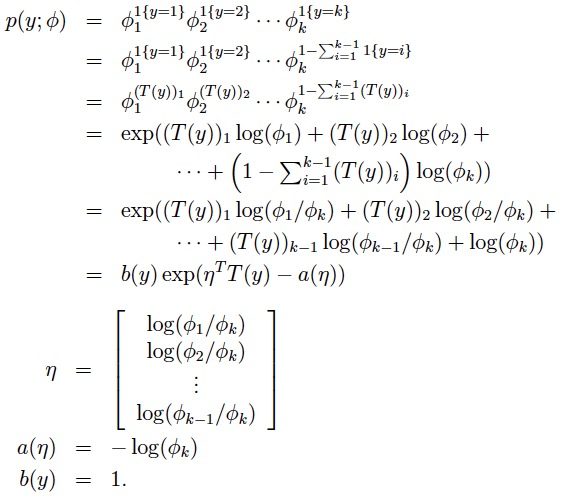 p(y; φ) = φ_1^{1{y=1}} φ_2^{1{y=2}} ··· φ_k^{1{y=k}}
= φ_1^{1{y=1}} φ_2^{1{y=2}} ··· φ_k^{1−∑_{i=1}^{k−1} 1{y=i}}
= φ_1^{(T(y))_1} φ_2^{(T(y))_2} ··· φ_k^{1−∑_{i=1}^{k−1} (T(y))_i}
= exp((T(y))_1 log(φ_1) + (T(y))_2 log(φ_2) +
··· + (1 − ∑_{i=1}^{k−1} (T(y))_i) log(φ_k))
= exp((T(y))_1 log(φ_1/φ_k) + (T(y))_2 log(φ_2/φ_k) +
··· + (T(y))_{k−1} log(φ_{k−1}/φ_k) + log(φ_k))
= b(y) exp(η^T T(y) − a(η))
log(φ_1/φ_k)
log(φ_2/φ_k)
η = [ ⋮ ]
log(φ_{k−1}/φ_k)
a(η) = − log(φ_k)
b(y) = 1.